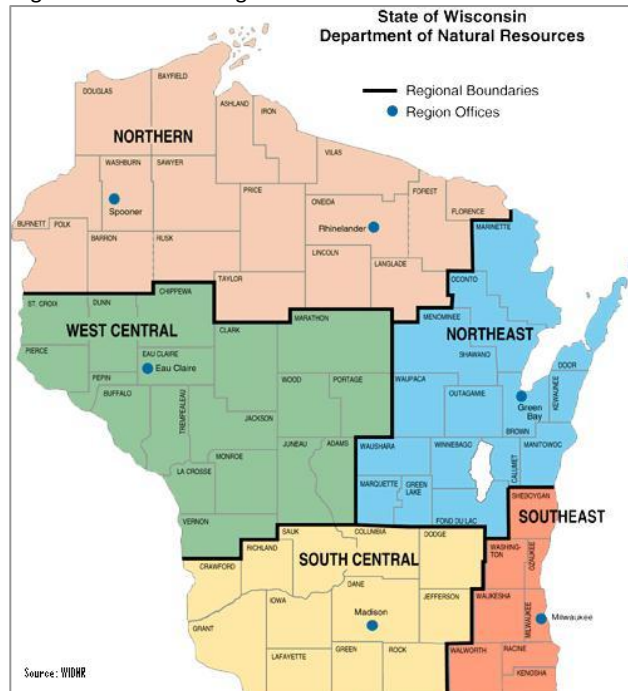 State of Wisconsin
Department of Natural Resources
Regional Boundaries
Region Offices
BAYFIELD
DOUGLAS
ASHLAND
IRON
NORTHERN
VILAS
WASHBURN
SAWYER
PRICE
ONEIDA
FOREST
FLORENCE
Spooner
Rhinelander
MARINETTE
BURNETT
POLK
BARRON
RUSK
LINCOLN
LANGLADE
TAYLOR
OCONTO
CHIPPEWA
ST. CROIX
DUNN
MARATHON
MENOMINEE
WEST CENTRAL
CLARK
NORTHEAST
PIERCE
EAU CLAIRE
Eau Claire
SHAWANO
DOOR
PEPIN
WOOD
PORTAGE
WAUPACA
KEWAUNEE
BUFFALO
TREMPEALEAU
OUTAGAMIE
Green
Bay
JACKSON
BROWN
JUNEAU
ADAMS
WAUSHARA
WINNEBAGO
CALUMET
MANITOWOC
MONROE
LA CROSSE
MARQUETTE
GREEN
LAKE
SHEBOYGAN
VERNON
FOND DU LAC
SOUTHEAST
SAUK
COLUMBIA
DODGE
RICHLAND
CRAWFORD
SOUTH CENTRAL
WASHING-
TON
OZAUKEE
DANE
IOWA
JEFFERSON
WAUKESHA
MILWAUKEE
Madison
Milwaukee
GRANT
LAFAYETTE
GREEN
ROCK
WALWORTH
RACINE
KENOSHA
Source: WIDNR